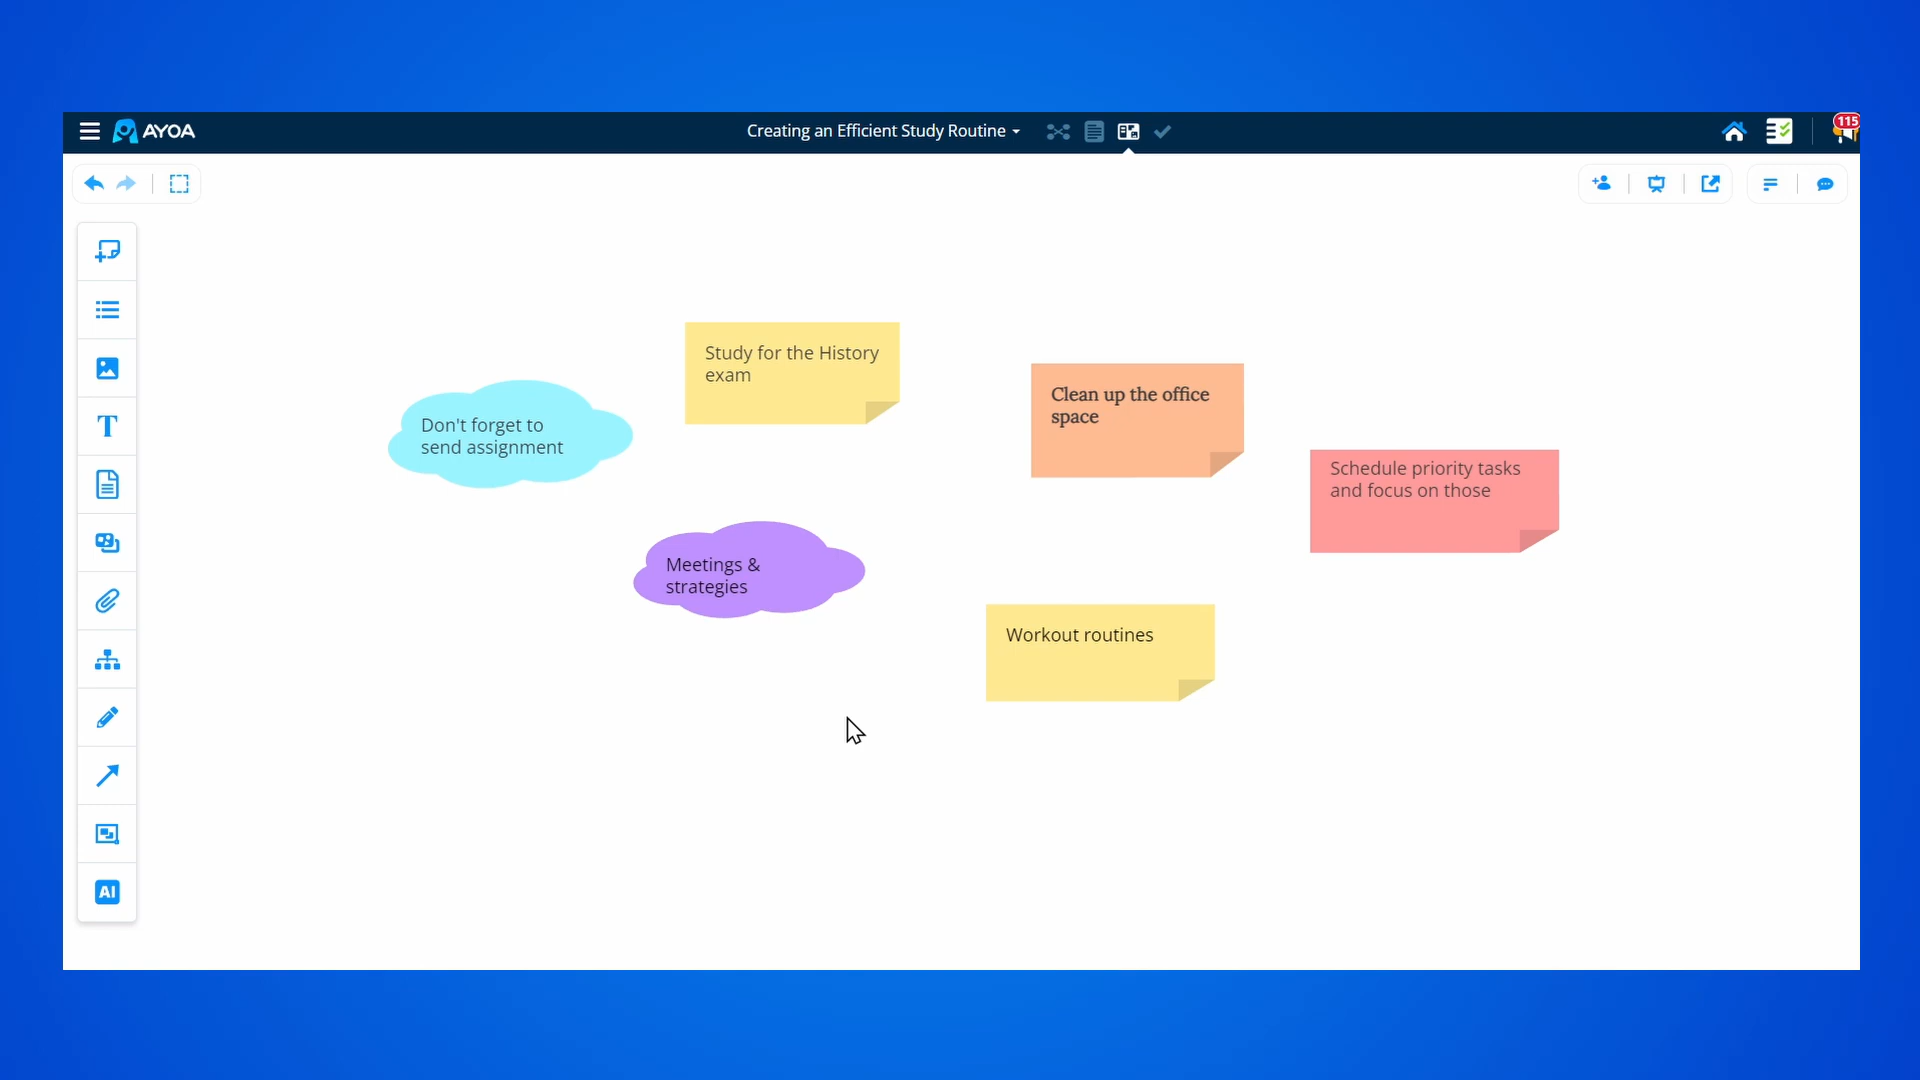 AYOA
Creating an Efficient Study Routine
115
T
Study for the History
exam
Clean up the office
space
Don't forget to
send assignment
Schedule priority tasks
and focus on those
Meetings &
strategies
Workout routines
AI